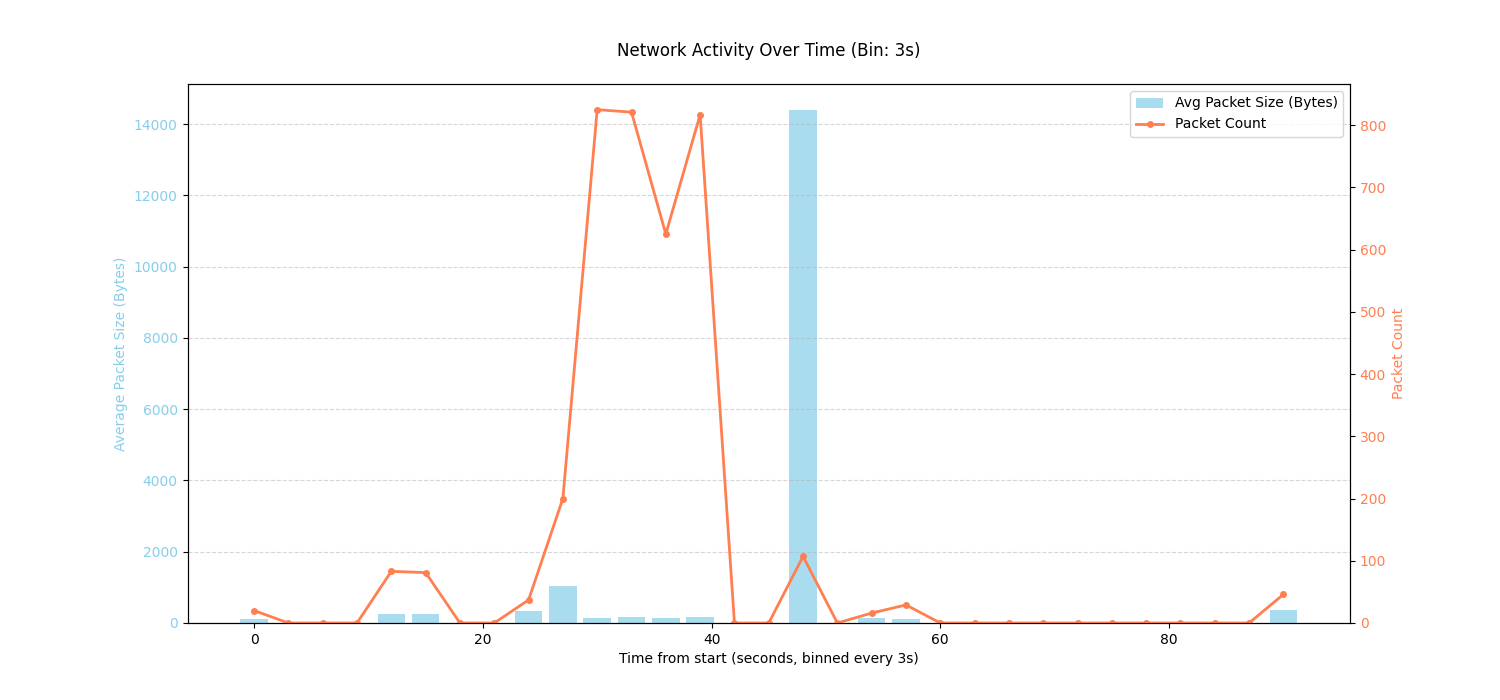 Network Activity Over Time (Bin: 3s)
Avg Packet Size (Bytes)
Packet Count
Average Packet Size (Bytes)
14000
12000
10000
8000
6000
4000
2000
0
800
700
600
500
400
300
200
100
0
Packet Count
0 20 40 60 80
Time from start (seconds, binned every 3s)